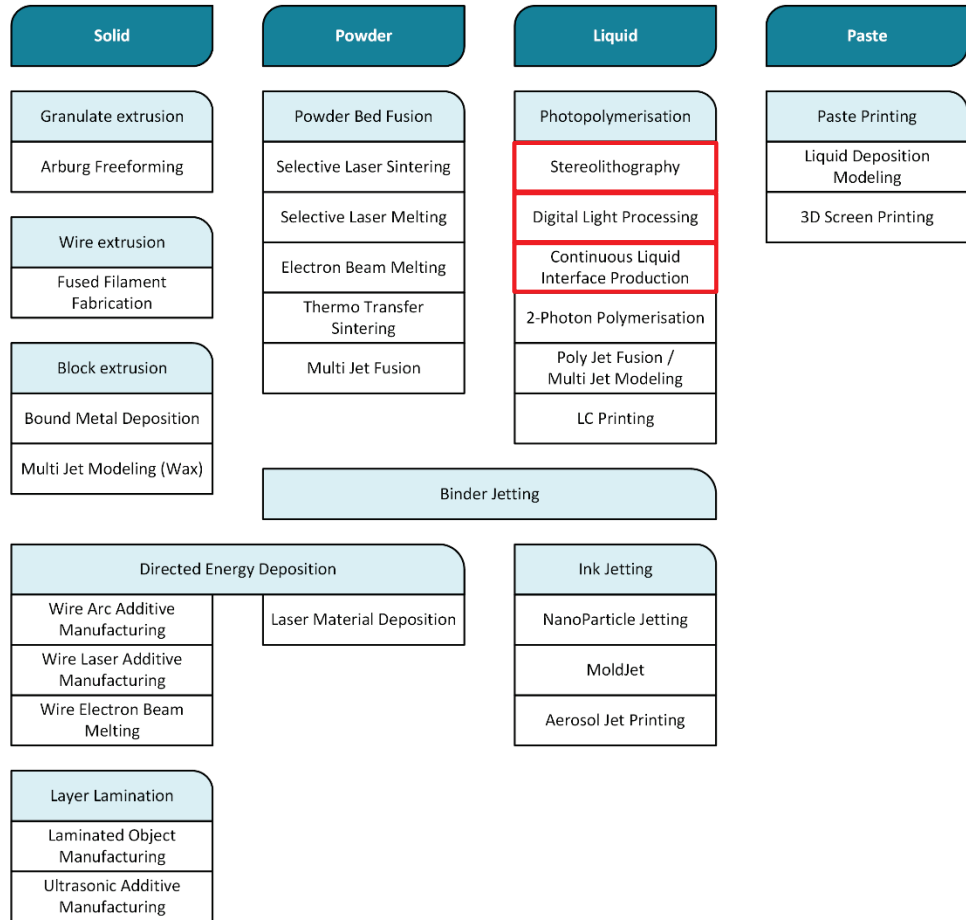 Solid
Powder
Liquid
Paste
Granulate extrusion
Arburg Freeforming
Wire extrusion
Fused Filament
Fabrication
Block extrusion
Bound Metal Deposition
Multi Jet Modeling (Wax)
Powder Bed Fusion
Selective Laser Sintering
Selective Laser Melting
Electron Beam Melting
Thermo Transfer
Sintering
Multi Jet Fusion
Photopolymerisation
Stereolithography
Digital Light Processing
Continuous Liquid
Interface Production
2-Photon Polymerisation
Poly Jet Fusion /
Multi Jet Modeling
LC Printing
Paste Printing
Liquid Deposition
Modeling
3D Screen Printing
Binder Jetting
Directed Energy Deposition
Wire Arc Additive
Manufacturing
Wire Laser Additive
Manufacturing
Wire Electron Beam
Melting
Laser Material Deposition
Ink Jetting
NanoParticle Jetting
MoldJet
Aerosol Jet Printing
Layer Lamination
Laminated Object
Manufacturing
Ultrasonic Additive
Manufacturing